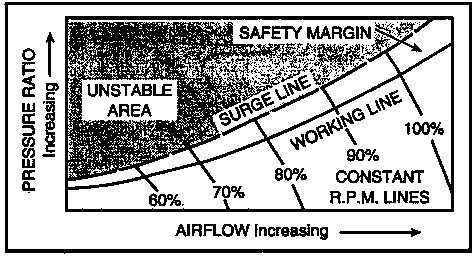 SAFETY MARGIN
UNSTABLE
AREA
SURGE LINE
WORKING LINE
60%
70%
80%
90%
100%
CONSTANT
R.P.M. LINES
PRESSURE RATIO
Increasing
AIRFLOW Increasing